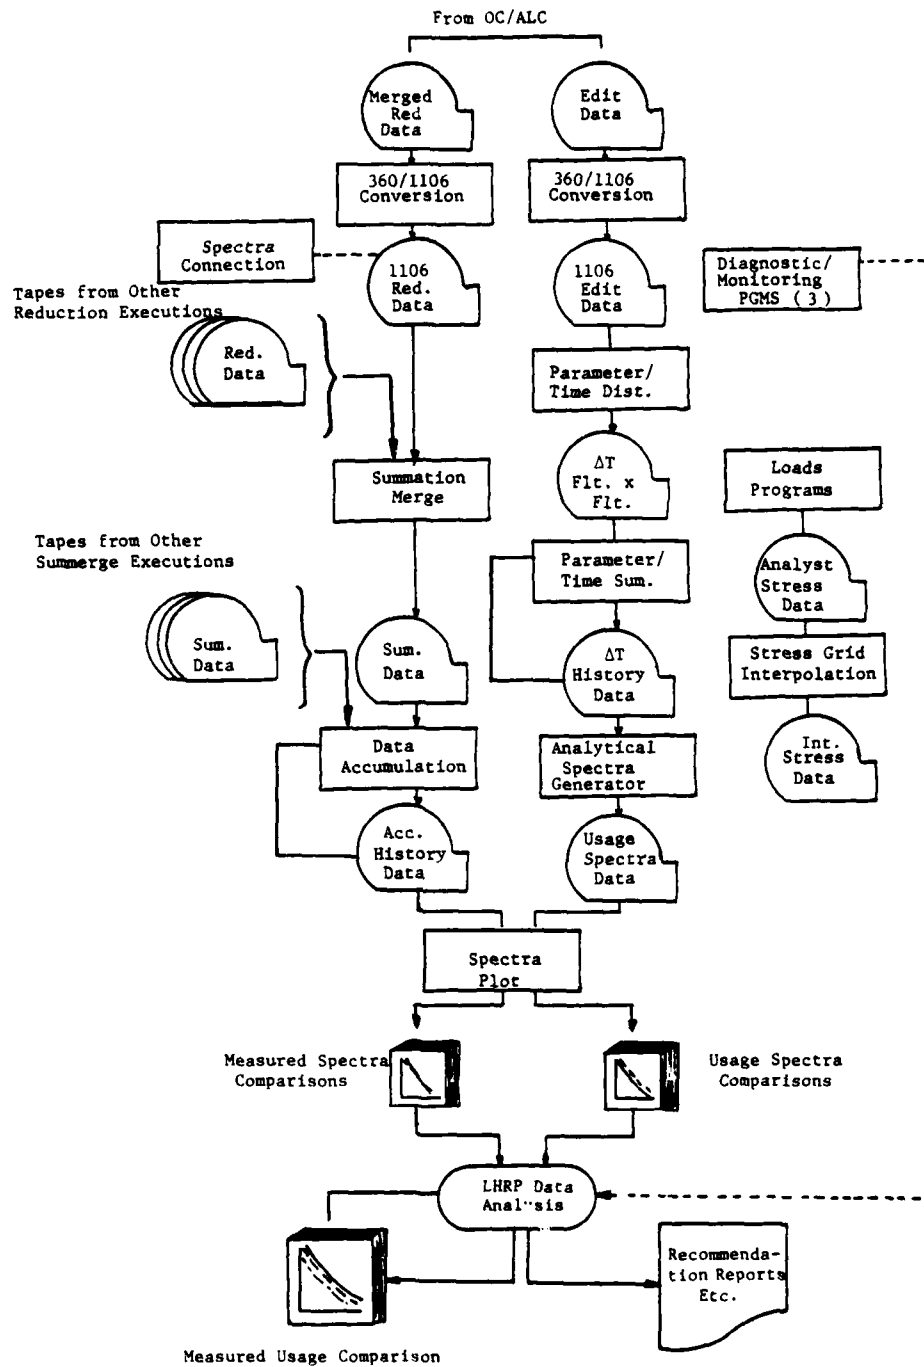 From OC/ALC
Merged
Red
Data
Edit
Data
360/1106
Conversion
360/1106
Conversion
Spectra
Connection
1106
Red.
Data
1106
Edit
Data
Diagnostic/
Monitoring
PGMS (3)
Tapes from Other
Reduction Executions
Red.
Data
Parameter/
Time Dist.
Summation
Merge
ΔT
Flt. x
Flt.
Loads
Programs
Tapes from Other
Summerge Executions
Parameter/
Time Sum.
Analyst
Stress
Data
Sum.
Data
Sum.
Data
ΔT
History
Data
Stress Grid
Interpolation
Data
Accumulation
Analytical
Spectra
Generator
Int.
Stress
Data
Acc.
History
Data
Usage
Spectra
Data
Spectra
Plot
Measured Spectra
Comparisons
Usage Spectra
Comparisons
LHRP Data
Analysis
Recommenda-
tion Reports
Etc.
Measured Usage Comparison